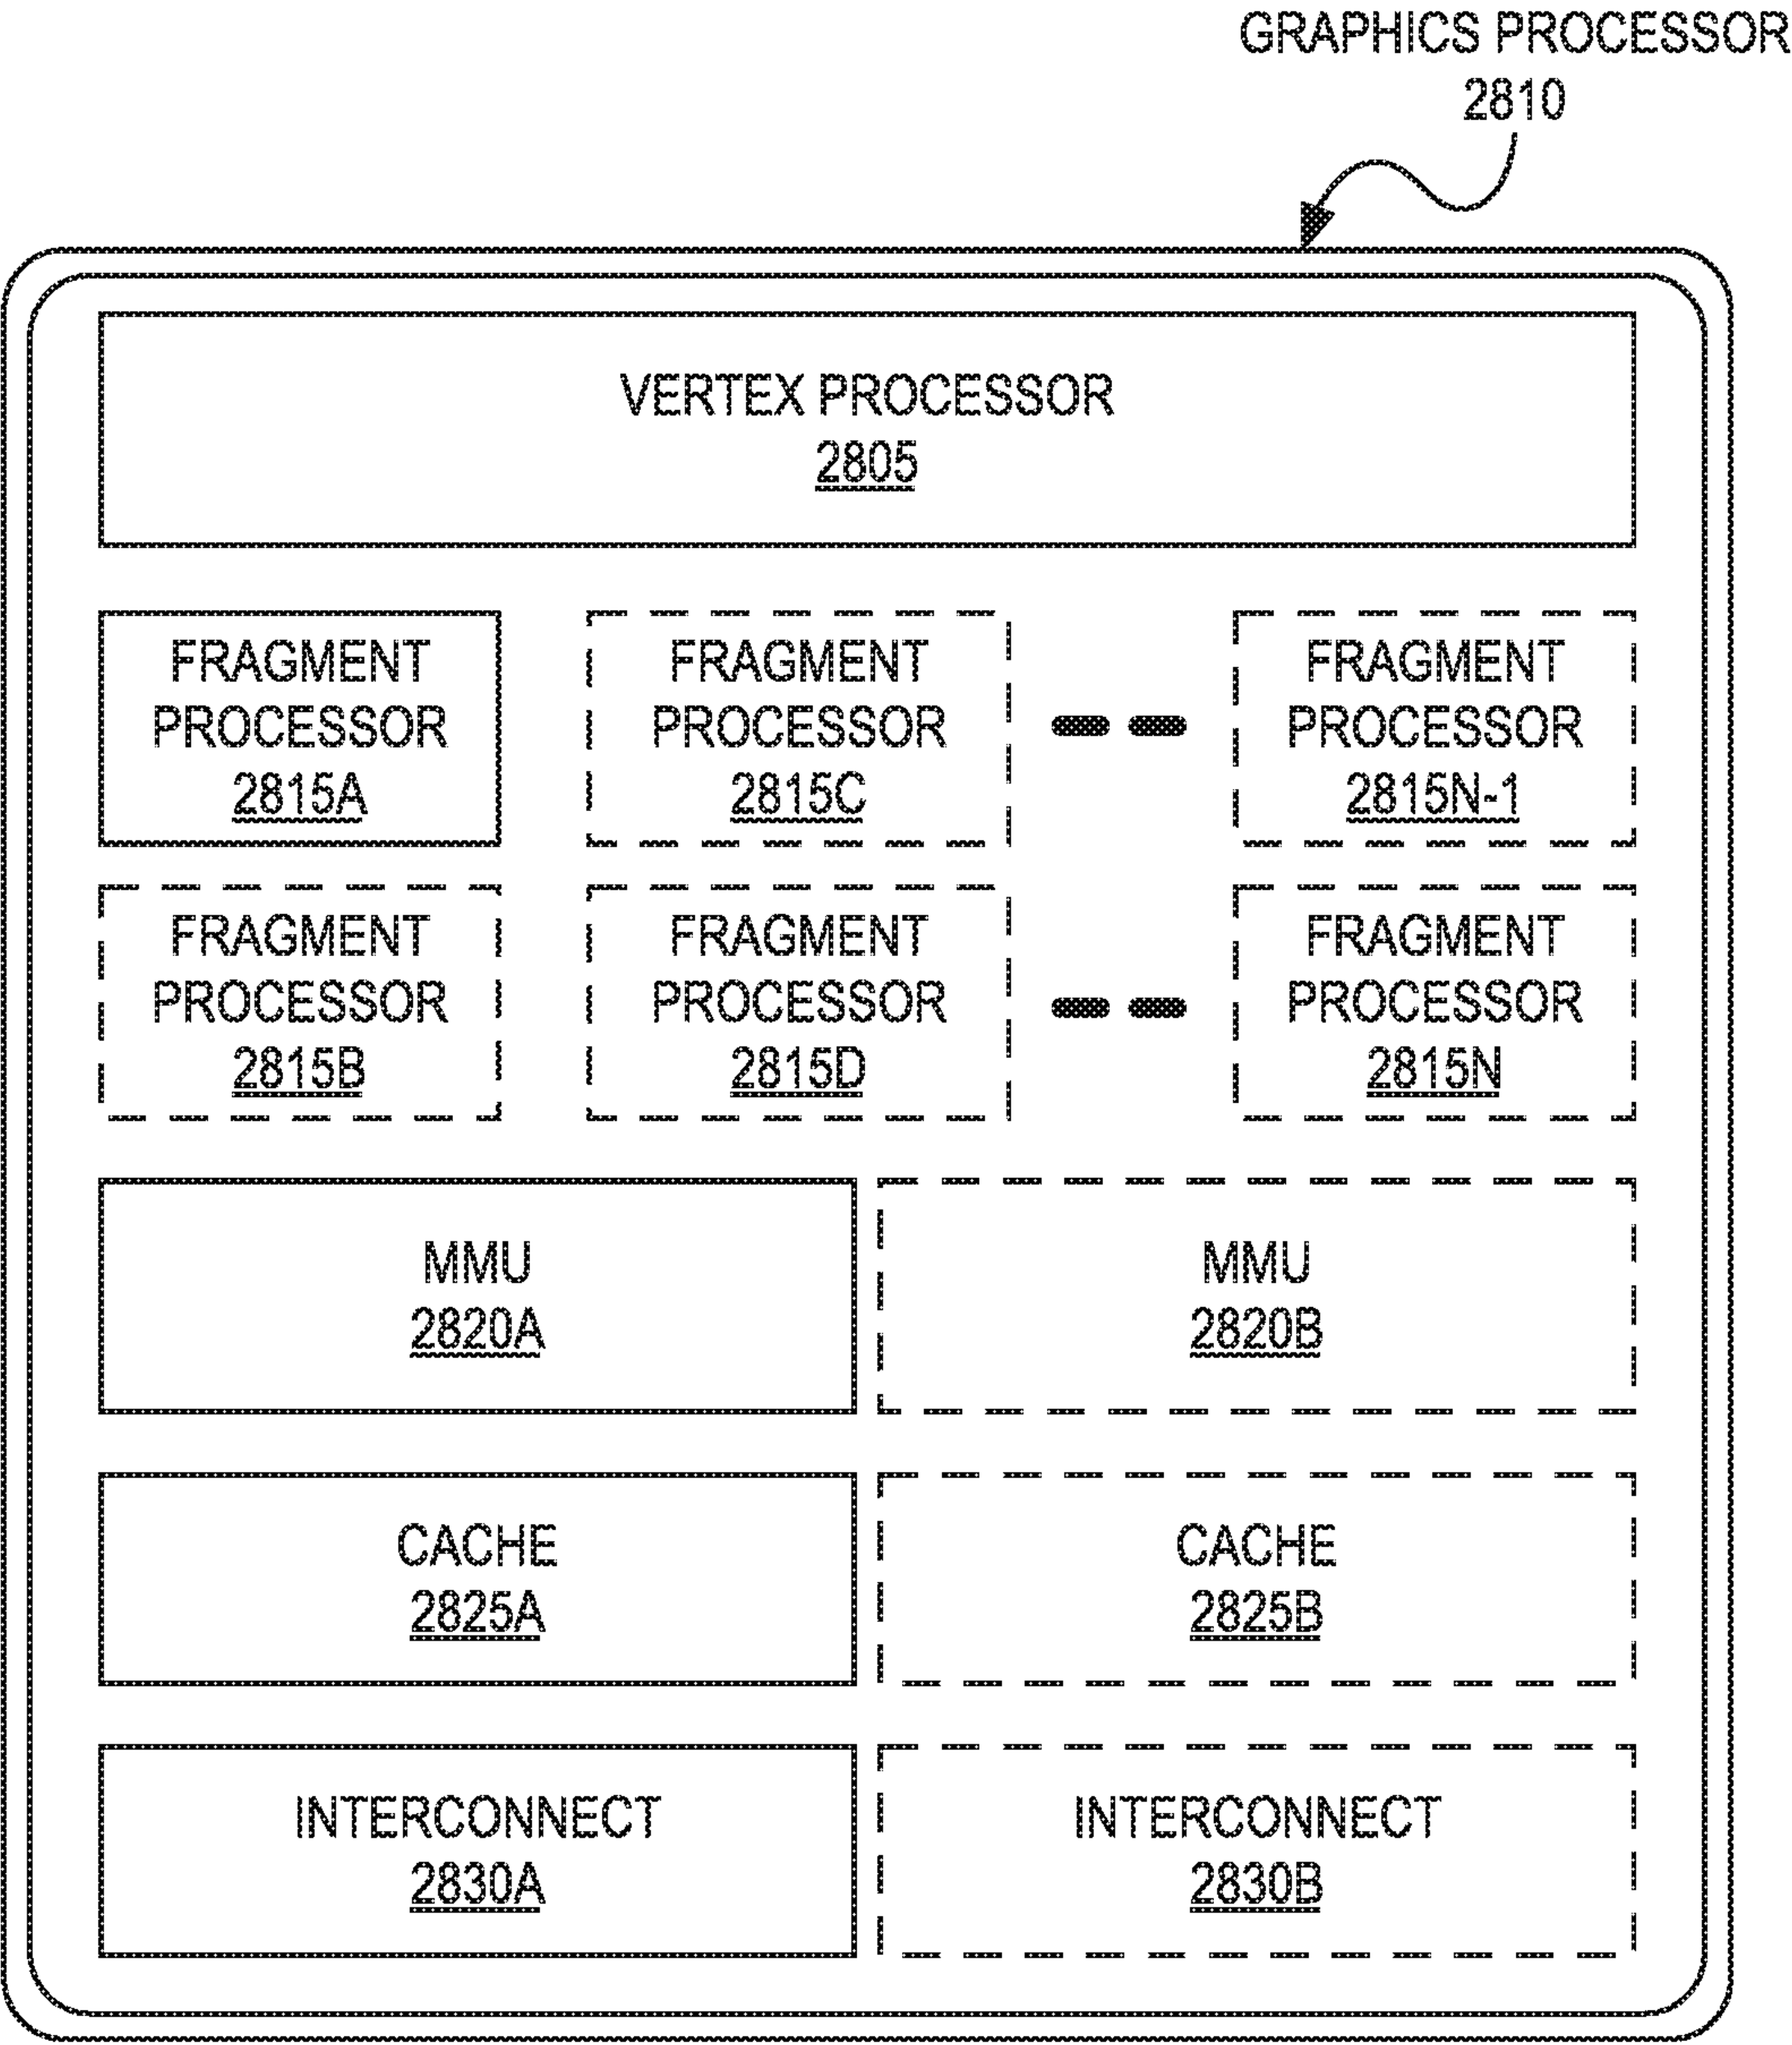 GRAPHICS PROCESSOR
2810
VERTEX PROCESSOR
2805
FRAGMENT
PROCESSOR
2815A
FRAGMENT
PROCESSOR
2815C
FRAGMENT
PROCESSOR
2815N-1
FRAGMENT
PROCESSOR
2815B
FRAGMENT
PROCESSOR
2815D
FRAGMENT
PROCESSOR
2815N
MMU
2820A
MMU
2820B
CACHE
2825A
CACHE
2825B
INTERCONNECT
2830A
INTERCONNECT
2830B